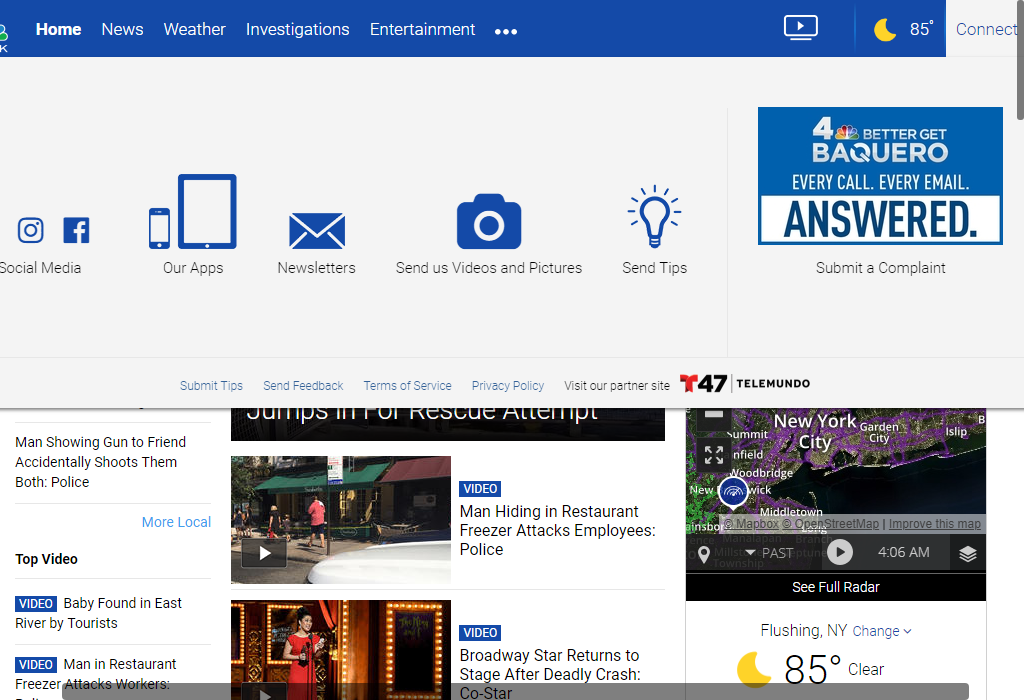 K
Home News Weather Investigations Entertainment
85° Connect
4 BETTER GET
BAQUERO
EVERY CALL. EVERY EMAIL.
ANSWERED.
Social Media Our Apps Newsletters Send us Videos and Pictures Send Tips Submit a Complaint
Submit Tips Send Feedback Terms of Service Privacy Policy Visit our partner site T47 TELEMUNDO
Jumps In For Rescue Attempt
Man Showing Gun to Friend
Accidentally Shoots Them
Both: Police
More Local
Top Video
VIDEO Baby Found in East
River by Tourists
VIDEO Man in Restaurant
Freezer Attacks Workers:
VIDEO
Man Hiding in Restaurant
Freezer Attacks Employees:
Police
VIDEO
Broadway Star Returns to
Stage After Deadly Crash:
Co-Star
New York
City
Garden
City
Islip
B
Summit
nfield
Woodbridge
New wick
Middletown
ainsbor
© Mapbox © OpenStreetMap | Improve this map
Manalapan
Millst
Township
PAST
4:06 AM
See Full Radar
Flushing, NY Change
85° Clear